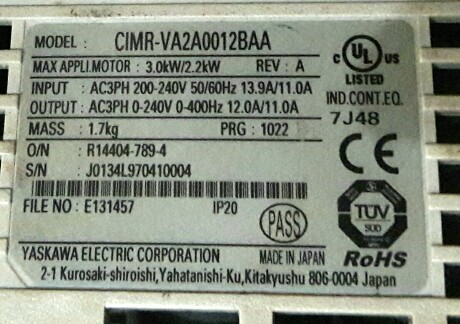 MODEL : CIMR-VA2A0012BAA
MAX APPLI.MOTOR : 3.0kW/2.2kW REV : A
INPUT : AC3PH 200-240V 50/60Hz 13.9A/11.0A
OUTPUT : AC3PH 0-240V 0-400Hz 12.0A/11.0A
MASS : 1.7kg PRG : 1022
O/N : R14404-789-4
S/N : J0134L970410004
FILE NO : E131457 IP20
PASS
YASKAWA ELECTRIC CORPORATION MADE IN JAPAN
2-1 Kurosaki-shiroishi,Yahatanishi-Ku,Kitakyushu 806-0004 Japan
C UL US
LISTED
IND.CONT.EQ.
7J48
CE
TÜV
SÜD
RoHS